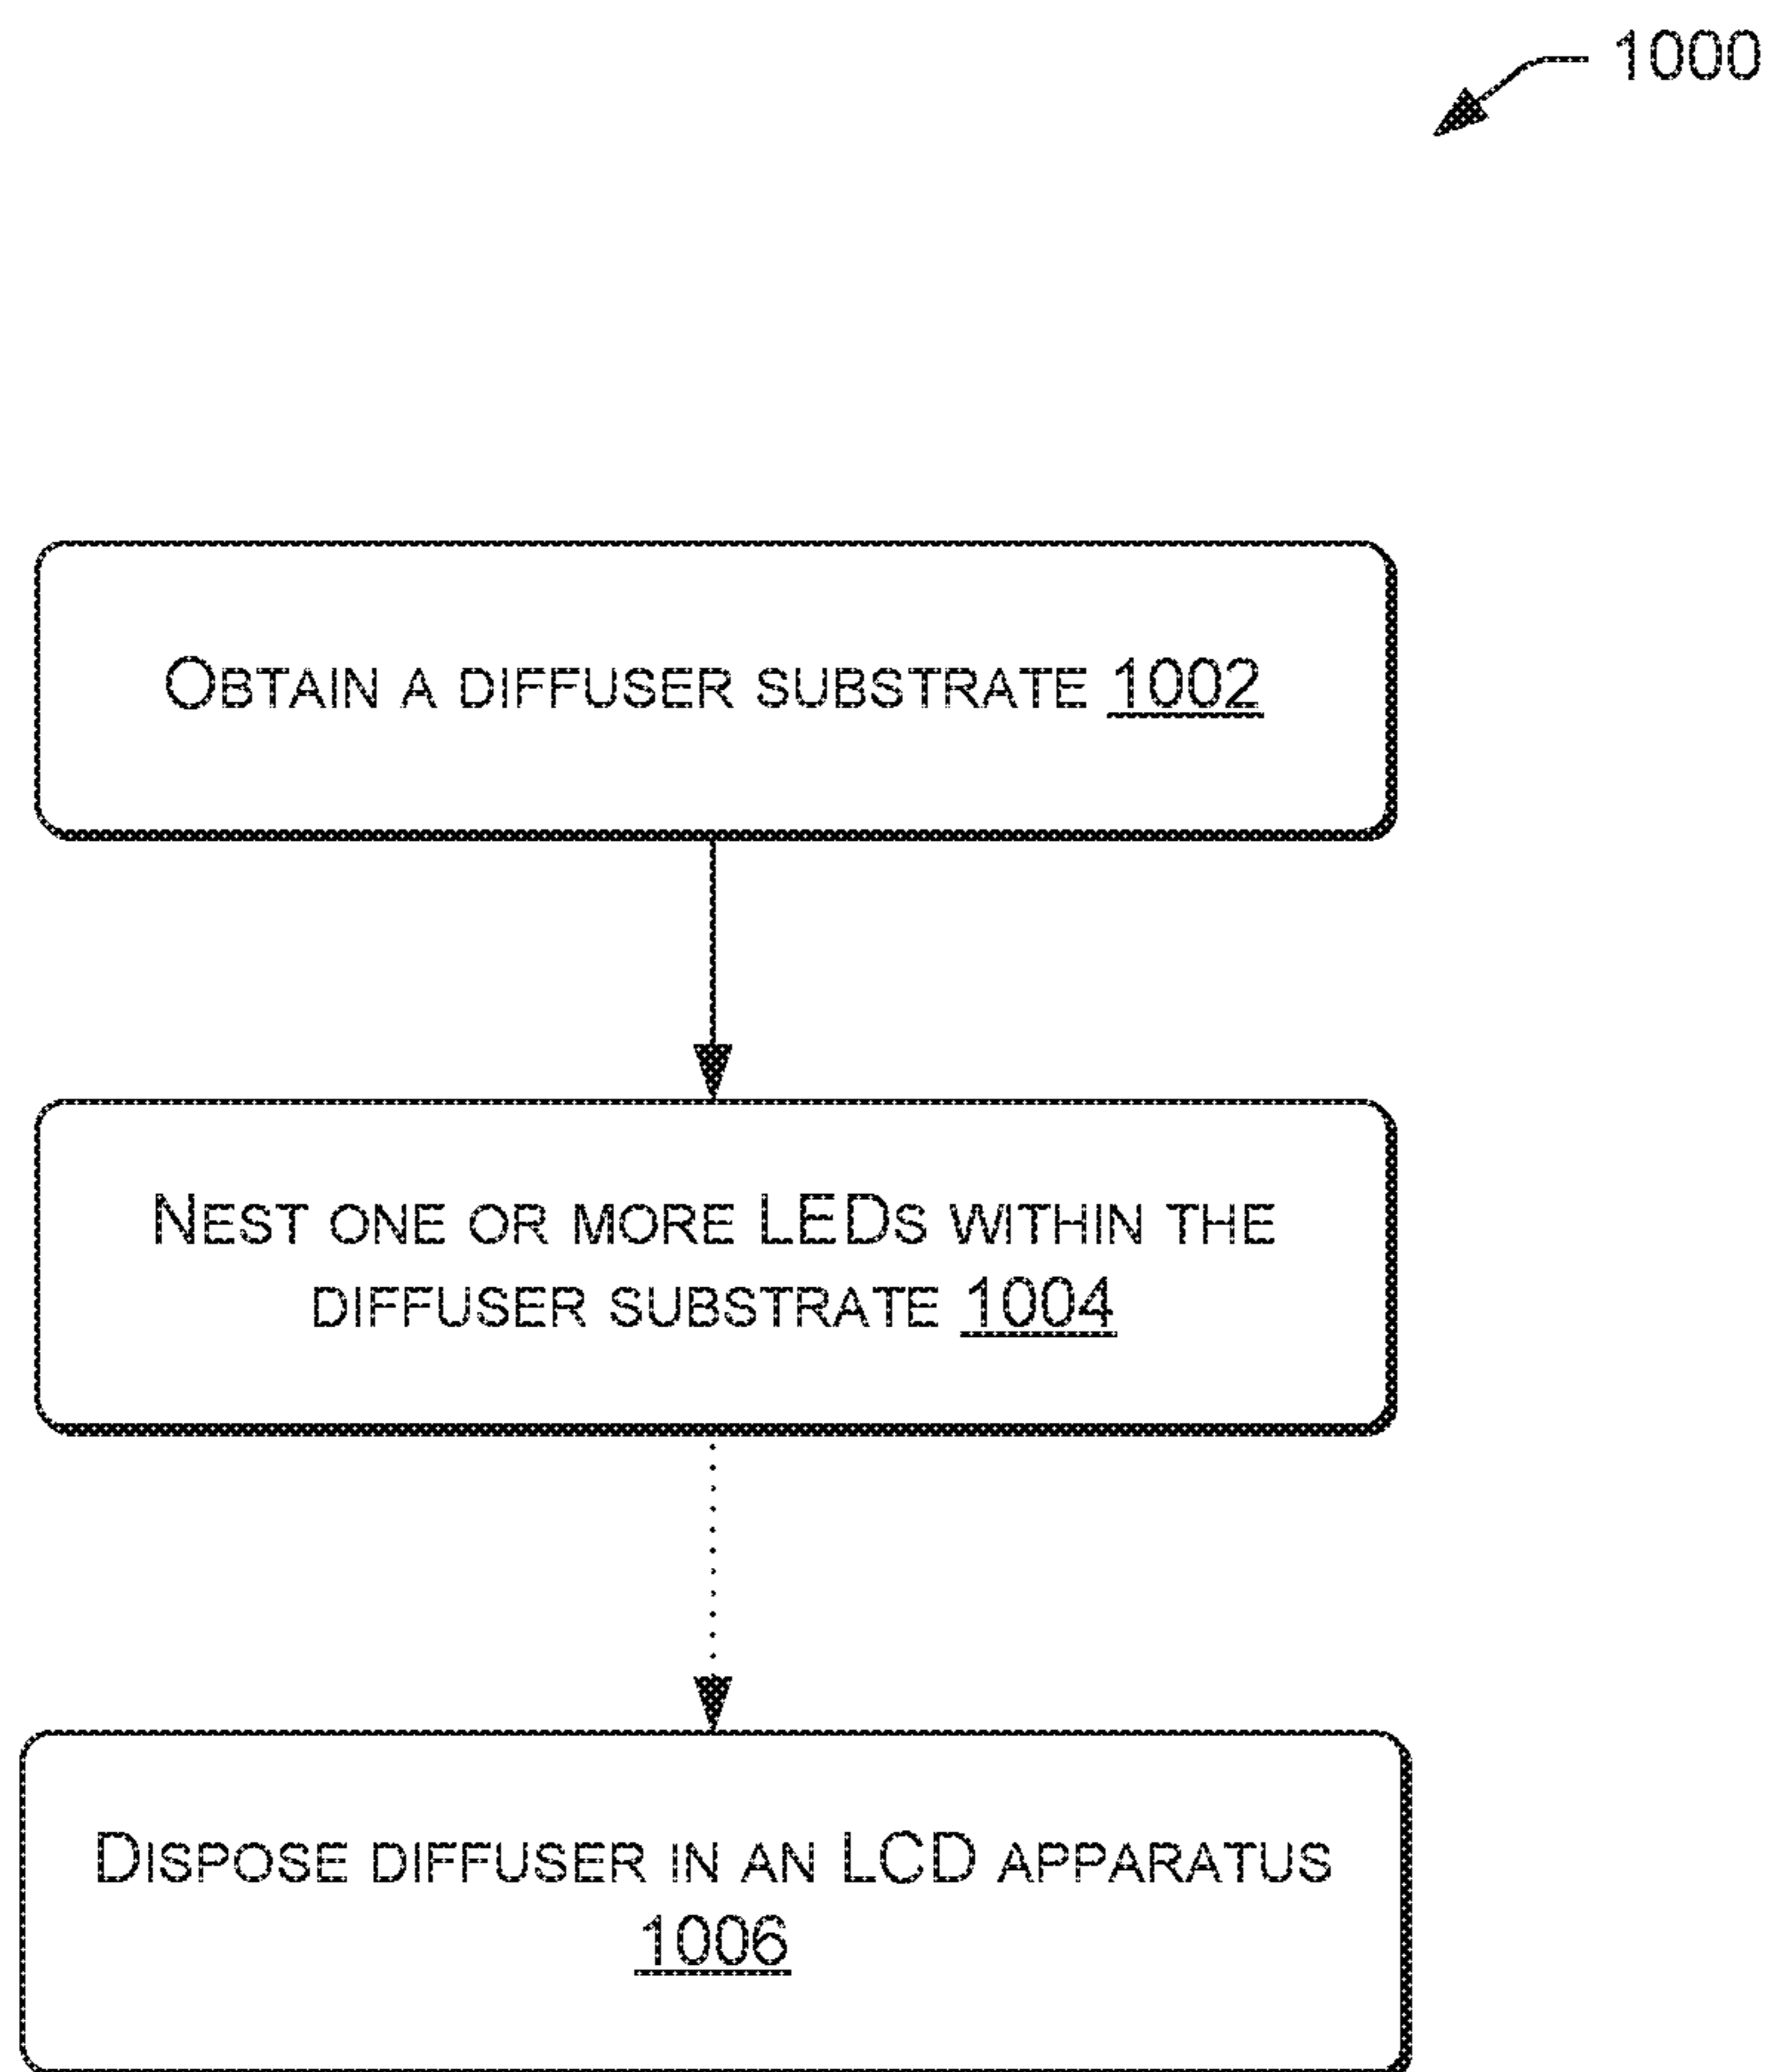 1000
OBTAIN A DIFFUSER SUBSTRATE 1002
NEST ONE OR MORE LEDS WITHIN THE
DIFFUSER SUBSTRATE 1004
DISPOSE DIFFUSER IN AN LCD APPARATUS
1006